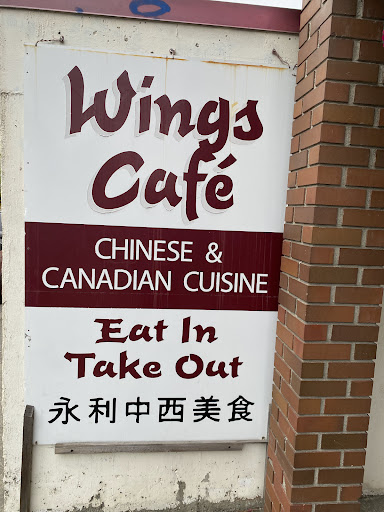 Wings
Café
CHINESE &
CANADIAN CUISINE
Eat In
Take Out
永利中西美食